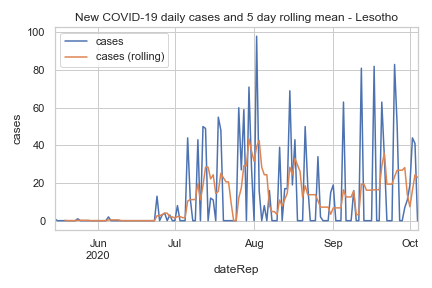 New COVID-19 daily cases and 5 day rolling mean - Lesotho
cases
cases (rolling)
100
80
60
40
20
0
cases
Jun
2020
Jul
Aug
Sep
Oct
dateRep